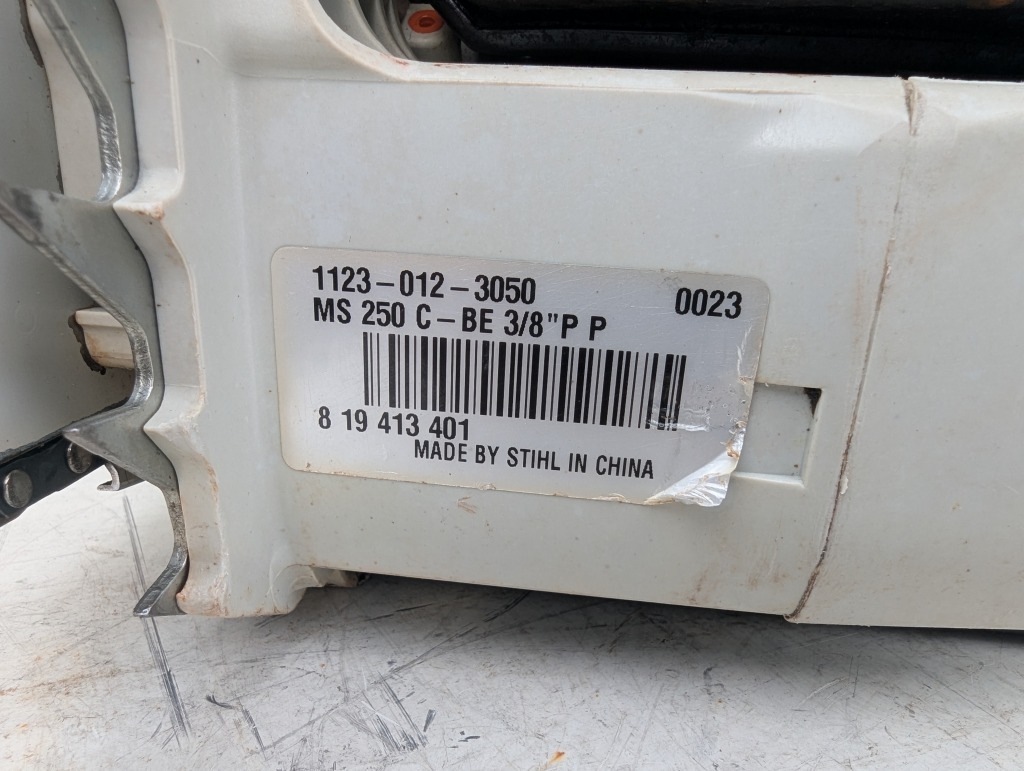 1123-012-3050 0023
MS 250 C-BE 3/8"P P
8 19 413 401
MADE BY STIHL IN CHINA